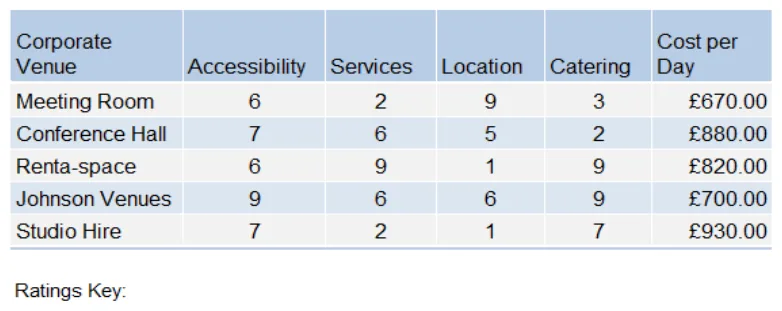 Corporate Venue Accessibility Services Location Catering Cost per Day
Meeting Room 6 2 9 3 £670.00
Conference Hall 7 6 5 2 £880.00
Renta-space 6 9 1 9 £820.00
Johnson Venues 9 6 6 9 £700.00
Studio Hire 7 2 1 7 £930.00
Ratings Key: